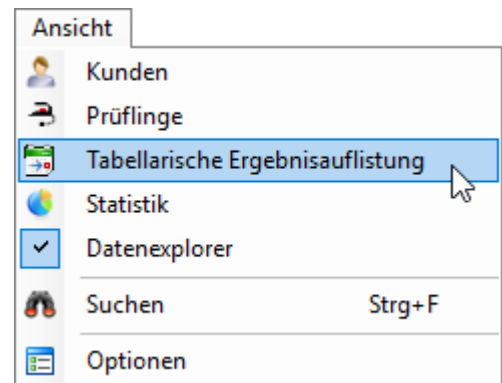 Ansicht
Kunden
Prüflinge
Tabellarische Ergebnisauflistung
Statistik
Datenexplorer
Suchen Strg+F
Optionen